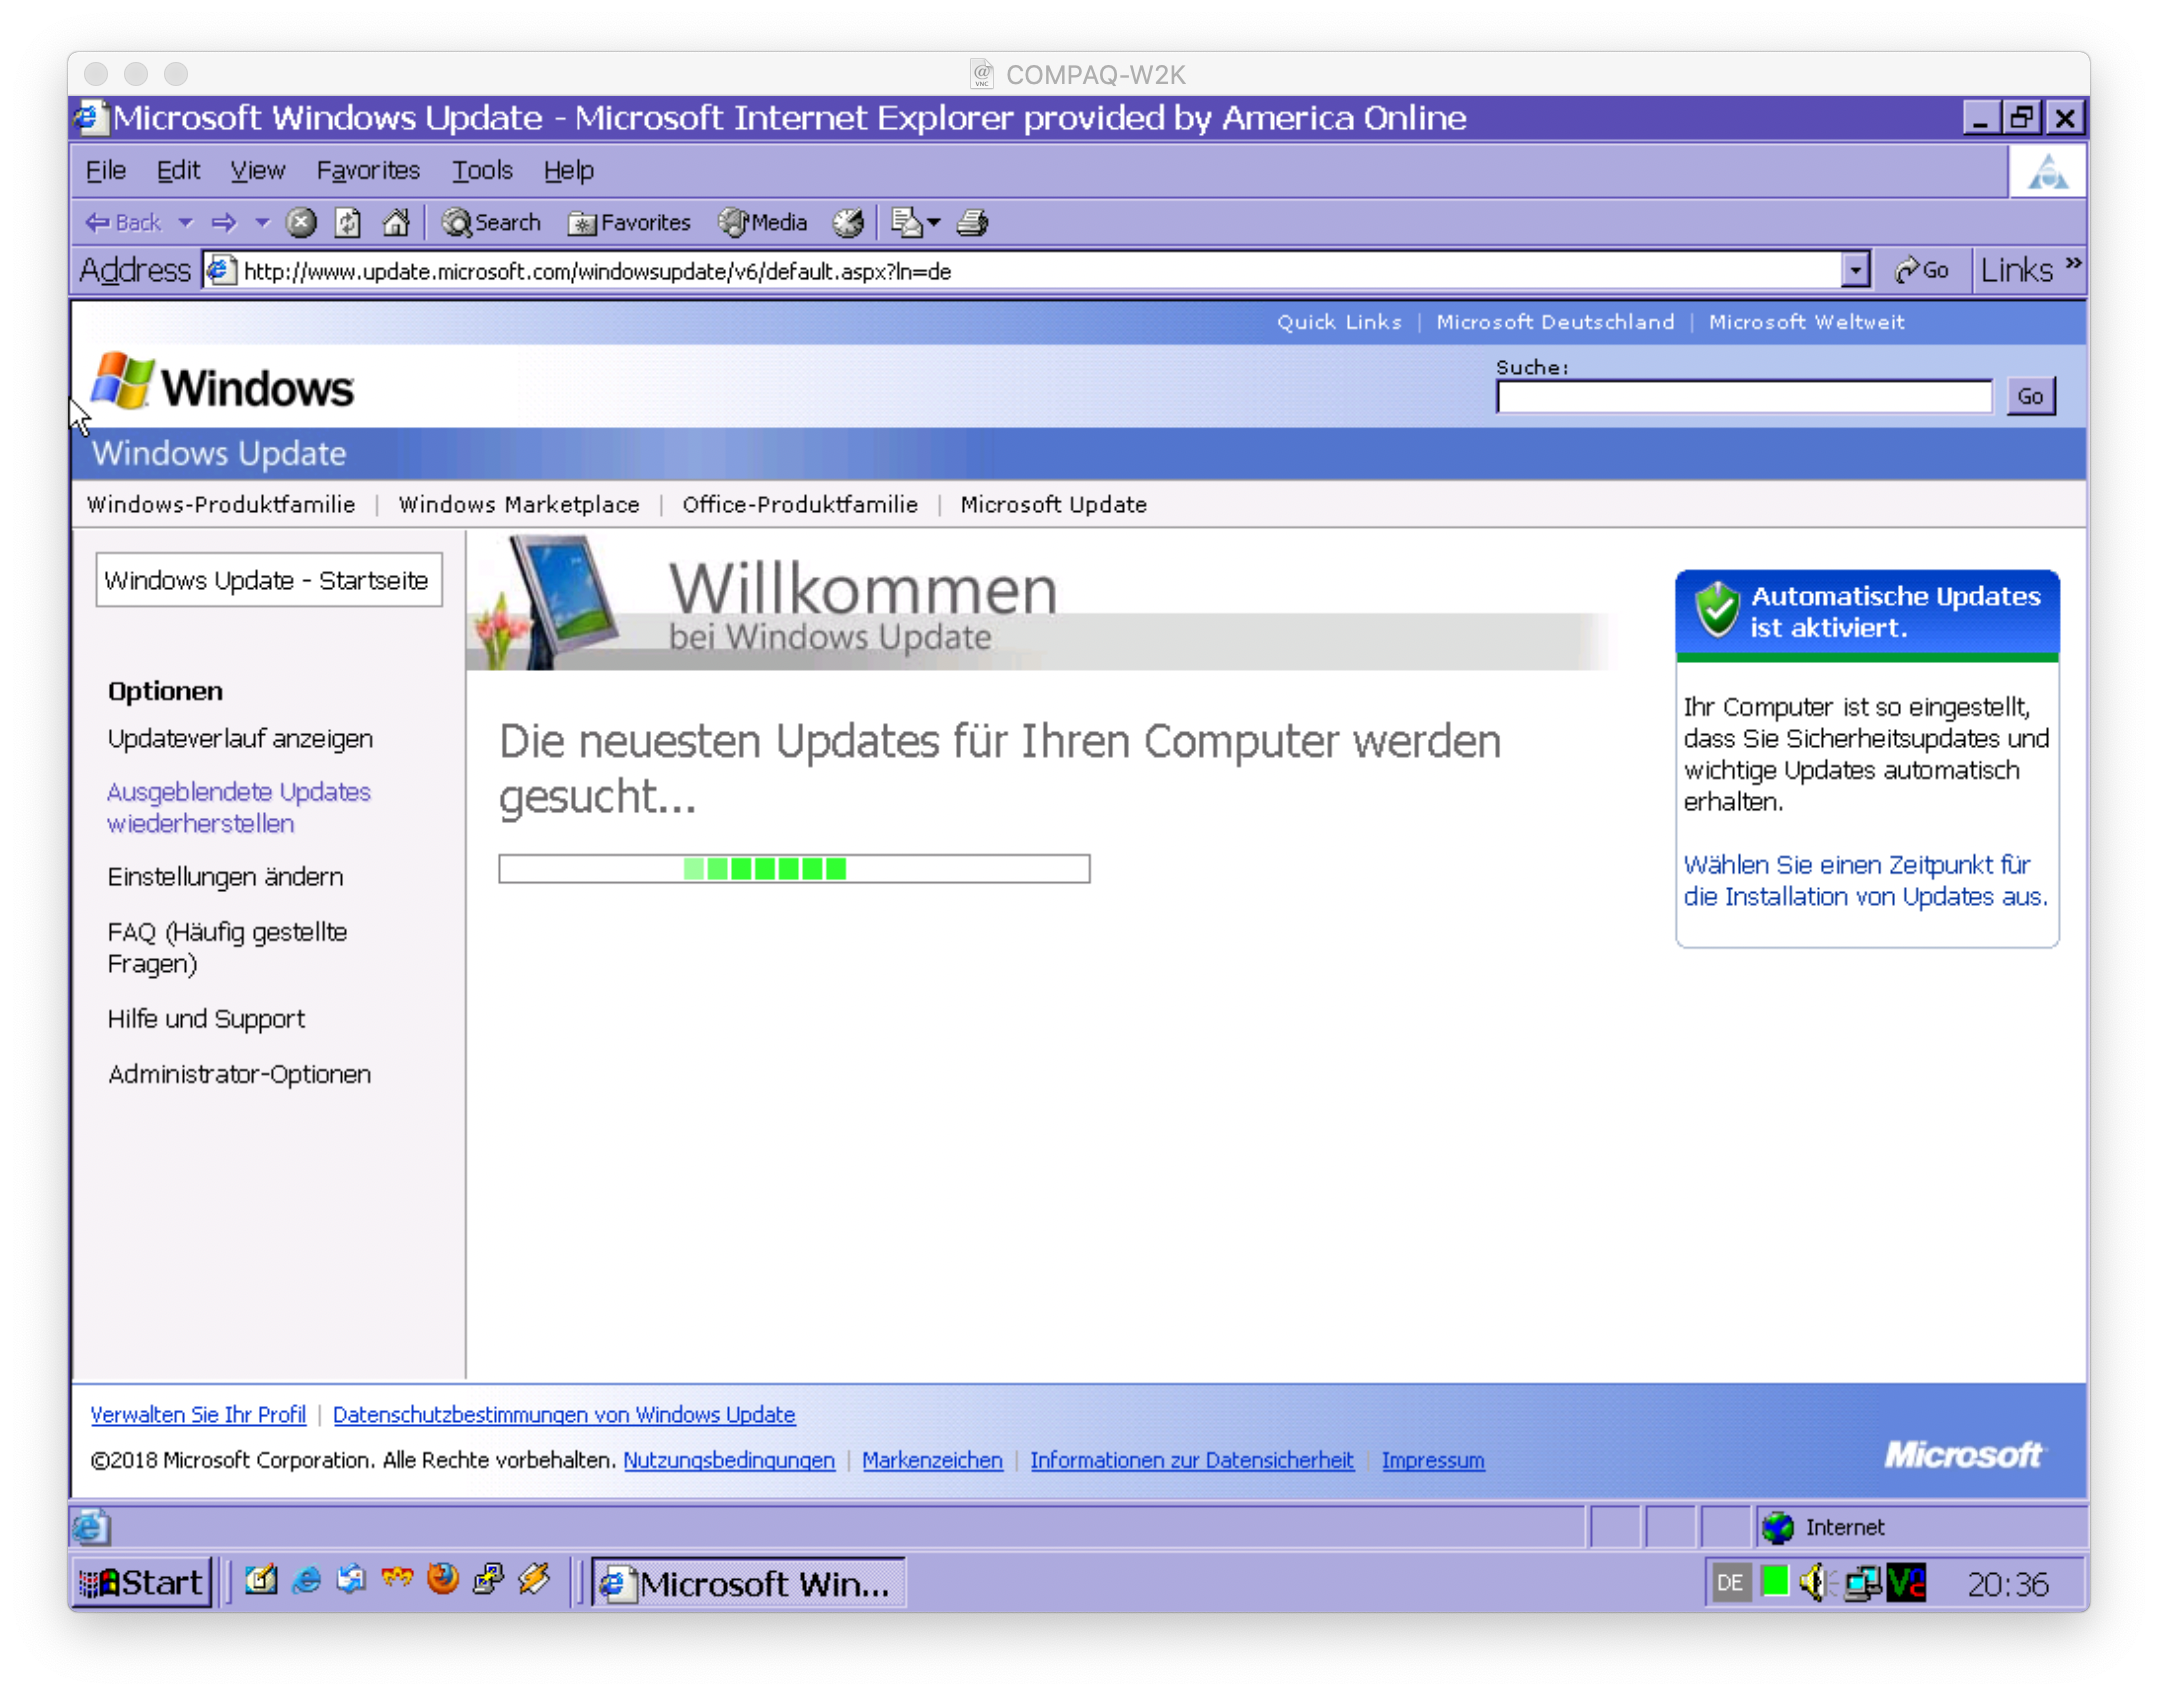 COMPAQ-W2K
Microsoft Windows Update - Microsoft Internet Explorer provided by America Online
File Edit View Favorites Tools Help
Back Search Favorites Media
Address http://www.update.microsoft.com/windowsupdate/v6/default.aspx?ln=de Go Links »
Quick Links | Microsoft Deutschland | Microsoft Weltweit
Windows
Suche:
Go
Windows Update
Windows-Produktfamilie | Windows Marketplace | Office-Produktfamilie | Microsoft Update
Windows Update - Startseite
Optionen
Updateverlauf anzeigen
Ausgeblendete Updates
wiederherstellen
Einstellungen ändern
FAQ (Häufig gestellte
Fragen)
Hilfe und Support
Administrator-Optionen
Willkommen
bei Windows Update
Die neuesten Updates für Ihren Computer werden
gesucht...
Automatische Updates
ist aktiviert.
Ihr Computer ist so eingestellt,
dass Sie Sicherheitsupdates und
wichtige Updates automatisch
erhalten.
Wählen Sie einen Zeitpunkt für
die Installation von Updates aus.
Verwalten Sie Ihr Profil | Datenschutzbestimmungen von Windows Update
©2018 Microsoft Corporation. Alle Rechte vorbehalten. Nutzungsbedingungen | Markenzeichen | Informationen zur Datensicherheit | Impressum
Microsoft
Internet
Start Microsoft Win... DE 20:36